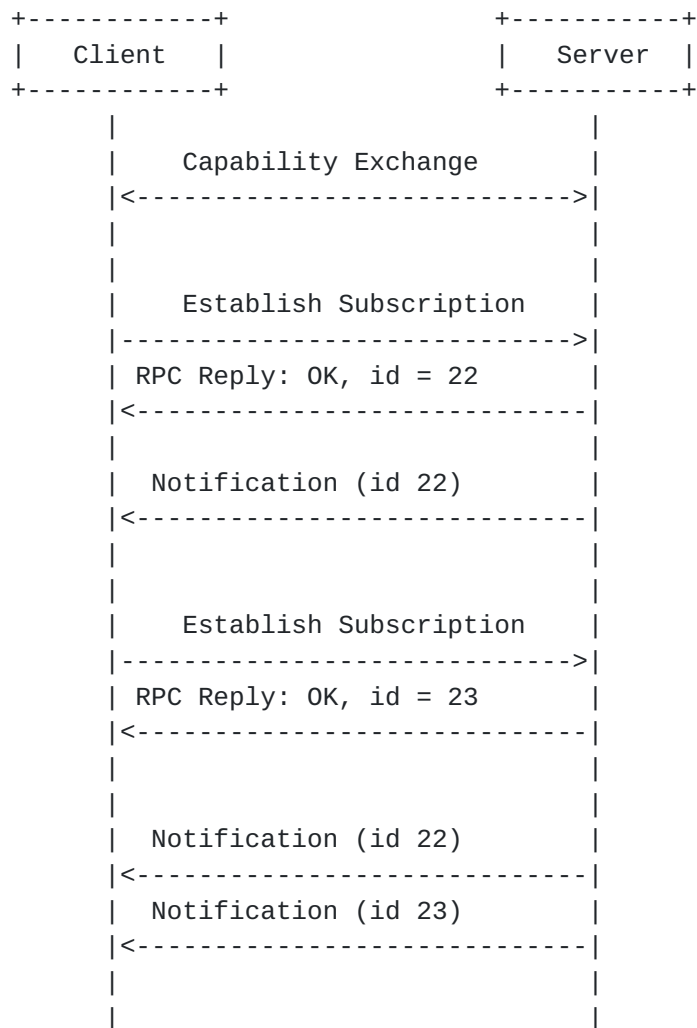 +------------+                 +-----------+
|   Client   |                 |   Server  |
+------------+                 +-----------+
      |                              |
      |    Capability Exchange       |
      |<---------------------------->|
      |                              |
      |                              |
      |    Establish Subscription    |
      |----------------------------->|
      | RPC Reply: OK, id = 22       |
      |<-----------------------------|
      |                              |
      |  Notification (id 22)        |
      |<-----------------------------|
      |                              |
      |                              |
      |    Establish Subscription    |
      |----------------------------->|
      | RPC Reply: OK, id = 23       |
      |<-----------------------------|
      |                              |
      |                              |
      |  Notification (id 22)        |
      |<-----------------------------|
      |  Notification (id 23)        |
      |<-----------------------------|
      |                              |
      |                              |